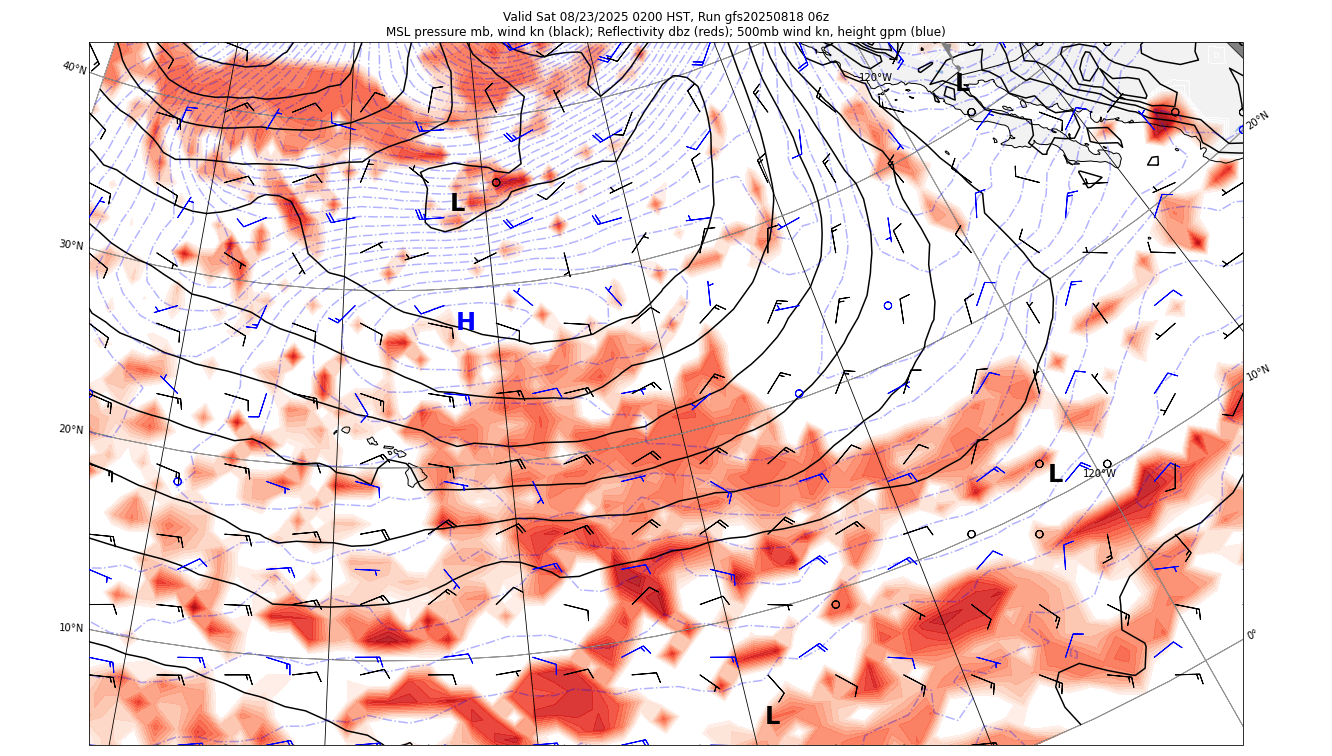 Valid Sat 08/23/2025 0200 HST, Run gfs20250818 06z
MSL pressure mb, wind kn (black); Reflectivity dbz (reds); 500mb wind kn, height gpm (blue)
40°N
120°W
L
20°N
L
30°N
H
10°N
20°N
L
120°W
10°N
0°
L